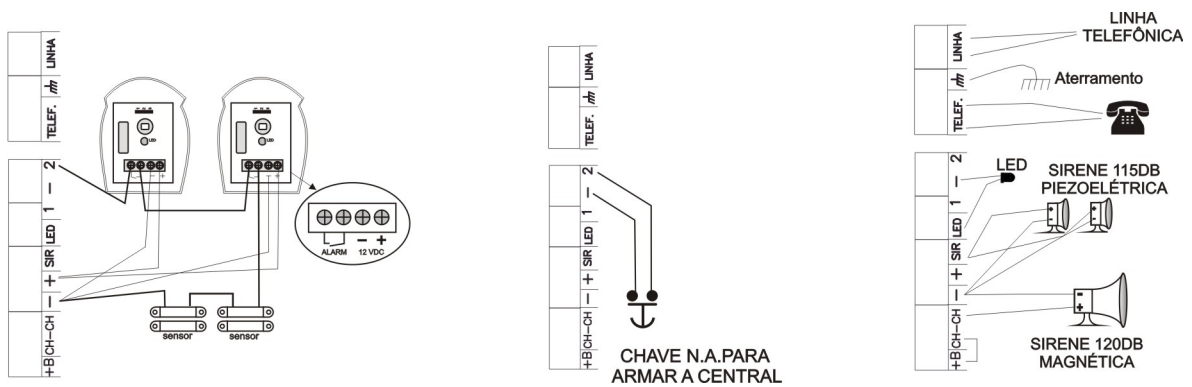 LINHA
TELEF.
2
–
1
LED
SIR
+
–
CH–CH
+B
LED
LED
– +
– +
ALARM
– +
12 VDC
sensor
sensor
LINHA
TELEF.
2
–
1
LED
SIR
+
–
CH–CH
+B
CHAVE N.A.PARA
ARMAR A CENTRAL
LINHA
TELEF.
2
–
1
LED
SIR
+
–
CH–CH
+B
LINHA
TELEFÔNICA
Aterramento
LED
SIRENE 115DB
PIEZOELÉTRICA
SIRENE 120DB
MAGNÉTICA